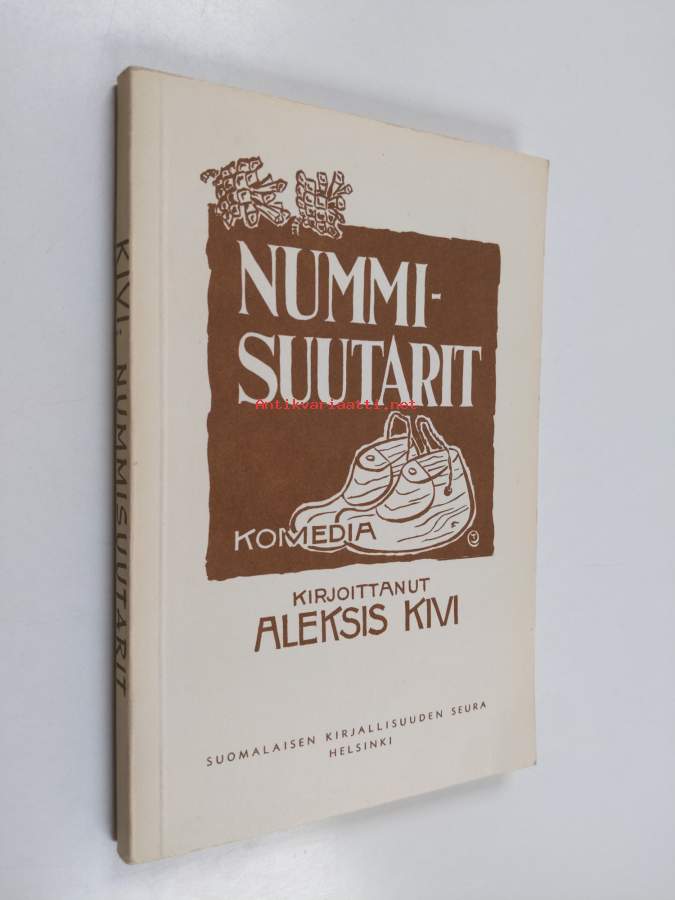 KIVI: NUMMISUUTARIT
NUMMI-
SUUTARIT
Antikvariaatti.net
KOMEDIA
KIRJOITTANUT
ALEKSIS KIVI
SUOMALAISEN KIRJALLISUUDEN SEURA
HELSINKI